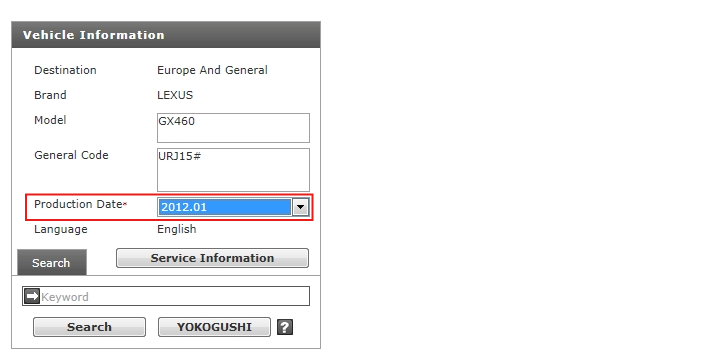 Vehicle Information
Destination Europe And General
Brand LEXUS
Model GX460
General Code URJ15#
Production Date* 2012.01
Language English
Search Service Information
Keyword
Search YOKOGUSHI ?